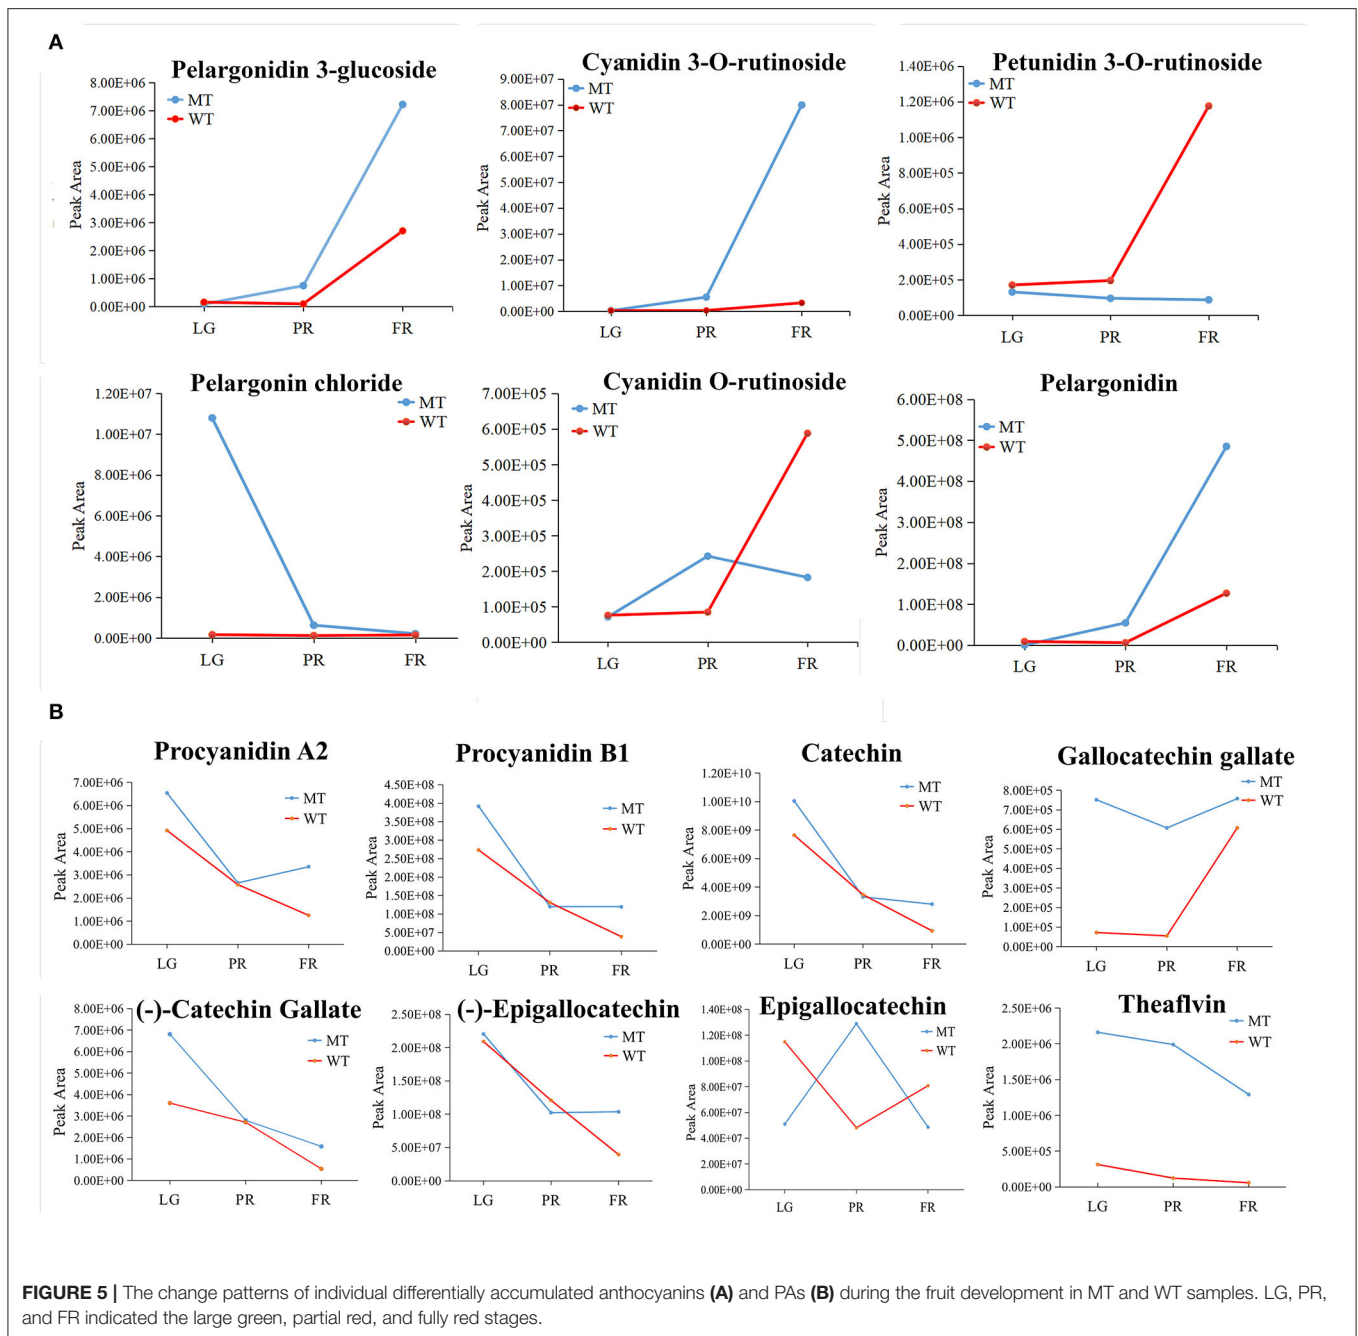 A
Pelargonidin 3-glucoside
MT
WT
Peak Area
8.00E+06
7.00E+06
6.00E+06
5.00E+06
4.00E+06
3.00E+06
2.00E+06
1.00E+06
0.00E+00
LG PR FR
Cyanidin 3-O-rutinoside
MT
WT
Peak Area
9.00E+07
8.00E+07
7.00E+07
6.00E+07
5.00E+07
4.00E+07
3.00E+07
2.00E+07
1.00E+07
0.00E+00
LG PR FR
Petunidin 3-O-rutinoside
MT
WT
Peak Area
1.40E+06
1.20E+06
1.00E+06
8.00E+05
6.00E+05
4.00E+05
2.00E+05
0.00E+00
LG PR FR
Pelargonin chloride
MT
WT
Peak Area
1.20E+07
1.00E+07
8.00E+06
6.00E+06
4.00E+06
2.00E+06
0.00E+00
LG PR FR
Cyanidin O-rutinoside
MT
WT
Peak Area
7.00E+05
6.00E+05
5.00E+05
4.00E+05
3.00E+05
2.00E+05
1.00E+05
0.00E+00
LG PR FR
Pelargonidin
MT
WT
Peak Area
6.00E+08
5.00E+08
4.00E+08
3.00E+08
2.00E+08
1.00E+08
0.00E+00
LG PR FR
B
Procyanidin A2
MT
WT
Peak Area
7.00E+06
6.00E+06
5.00E+06
4.00E+06
3.00E+06
2.00E+06
1.00E+06
0.00E+00
LG PR FR
Procyanidin B1
MT
WT
Peak Area
4.50E+08
4.00E+08
3.50E+08
3.00E+08
2.50E+08
2.00E+08
1.50E+08
1.00E+08
5.00E+07
0.00E+00
LG PR FR
Catechin
MT
WT
Peak Area
1.20E+10
1.00E+10
8.00E+09
6.00E+09
4.00E+09
2.00E+09
0.00E+00
LG PR FR
Gallocatechin gallate
MT
WT
Peak Area
8.00E+05
7.00E+05
6.00E+05
5.00E+05
4.00E+05
3.00E+05
2.00E+05
1.00E+05
0.00E+00
LG PR FR
(-)-Catechin Gallate
MT
WT
Peak Area
8.00E+06
7.00E+06
6.00E+06
5.00E+06
4.00E+06
3.00E+06
2.00E+06
1.00E+06
0.00E+00
LG PR FR
(-)-Epigallocatechin
MT
WT
Peak Area
2.50E+08
2.00E+08
1.50E+08
1.00E+08
5.00E+07
0.00E+00
LG PR FR
Epigallocatechin
MT
WT
Peak Area
1.40E+08
1.20E+08
1.00E+08
8.00E+07
6.00E+07
4.00E+07
2.00E+07
0.00E+00
LG PR FR
Theaflvin
MT
WT
Peak Area
2.50E+06
2.00E+06
1.50E+06
1.00E+06
5.00E+05
0.00E+00
LG PR FR
FIGURE 5 | The change patterns of individual differentially accumulated anthocyanins (A) and PAs (B) during the fruit development in MT and WT samples. LG, PR,
and FR indicated the large green, partial red, and fully red stages.